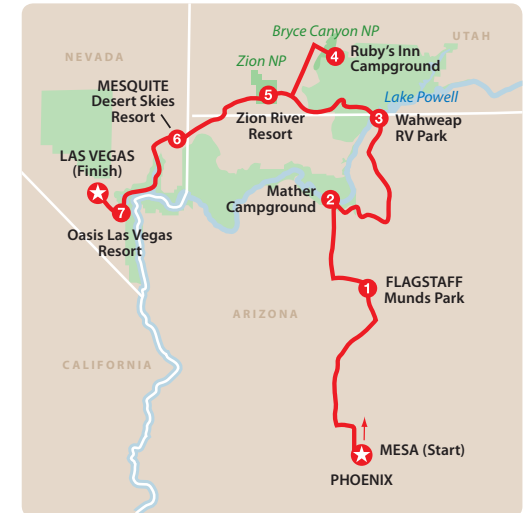 Bryce Canyon NP
UTAH
NEVADA
Zion NP
4
Ruby's Inn
Campground
MESQUITE
Desert Skies
Resort
5
Lake Powell
Zion River
Resort
3
Wahweap
RV Park
6
LAS VEGAS
(Finish)
Mather
Campground
2
7
Oasis Las Vegas
Resort
1
FLAGSTAFF
Munds Park
ARIZONA
CALIFORNIA
MESA (Start)
PHOENIX